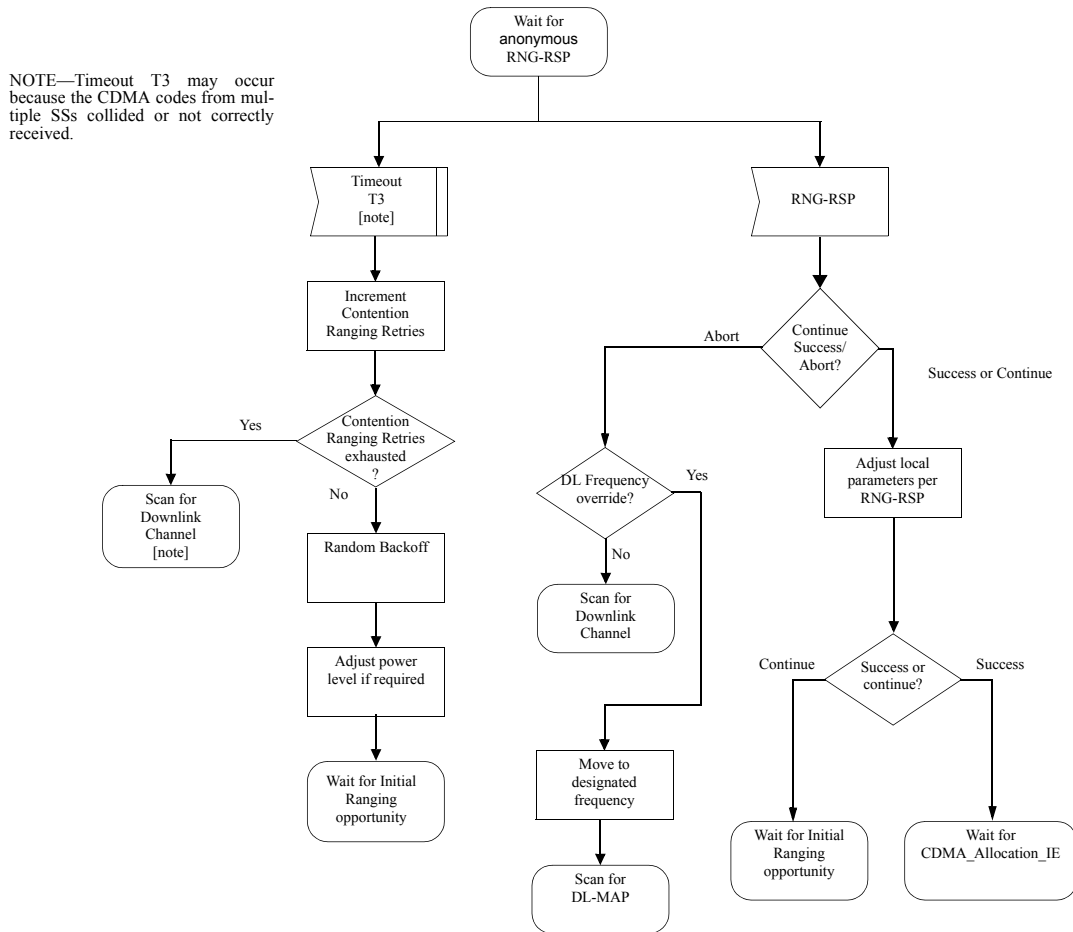 Wait for
anonymous
RNG-RSP
NOTE—Timeout T3 may occur
because the CDMA codes from mul-
tiple SSs collided or not correctly
received.
Timeout
T3
[note]
RNG-RSP
Increment
Contention
Ranging Retries
Continue
Success/
Abort?
Abort
Success or Continue
Contention
Ranging Retries
exhausted
?
Yes
No
Scan for
Downlink
Channel
[note]
DL Frequency
override?
Yes
No
Adjust local
parameters per
RNG-RSP
Random Backoff
Scan for
Downlink
Channel
Adjust power
level if required
Success or
continue?
Continue
Success
Wait for Initial
Ranging
opportunity
Move to
designated
frequency
Wait for Initial
Ranging
opportunity
Wait for
CDMA_Allocation_IE
Scan for
DL-MAP